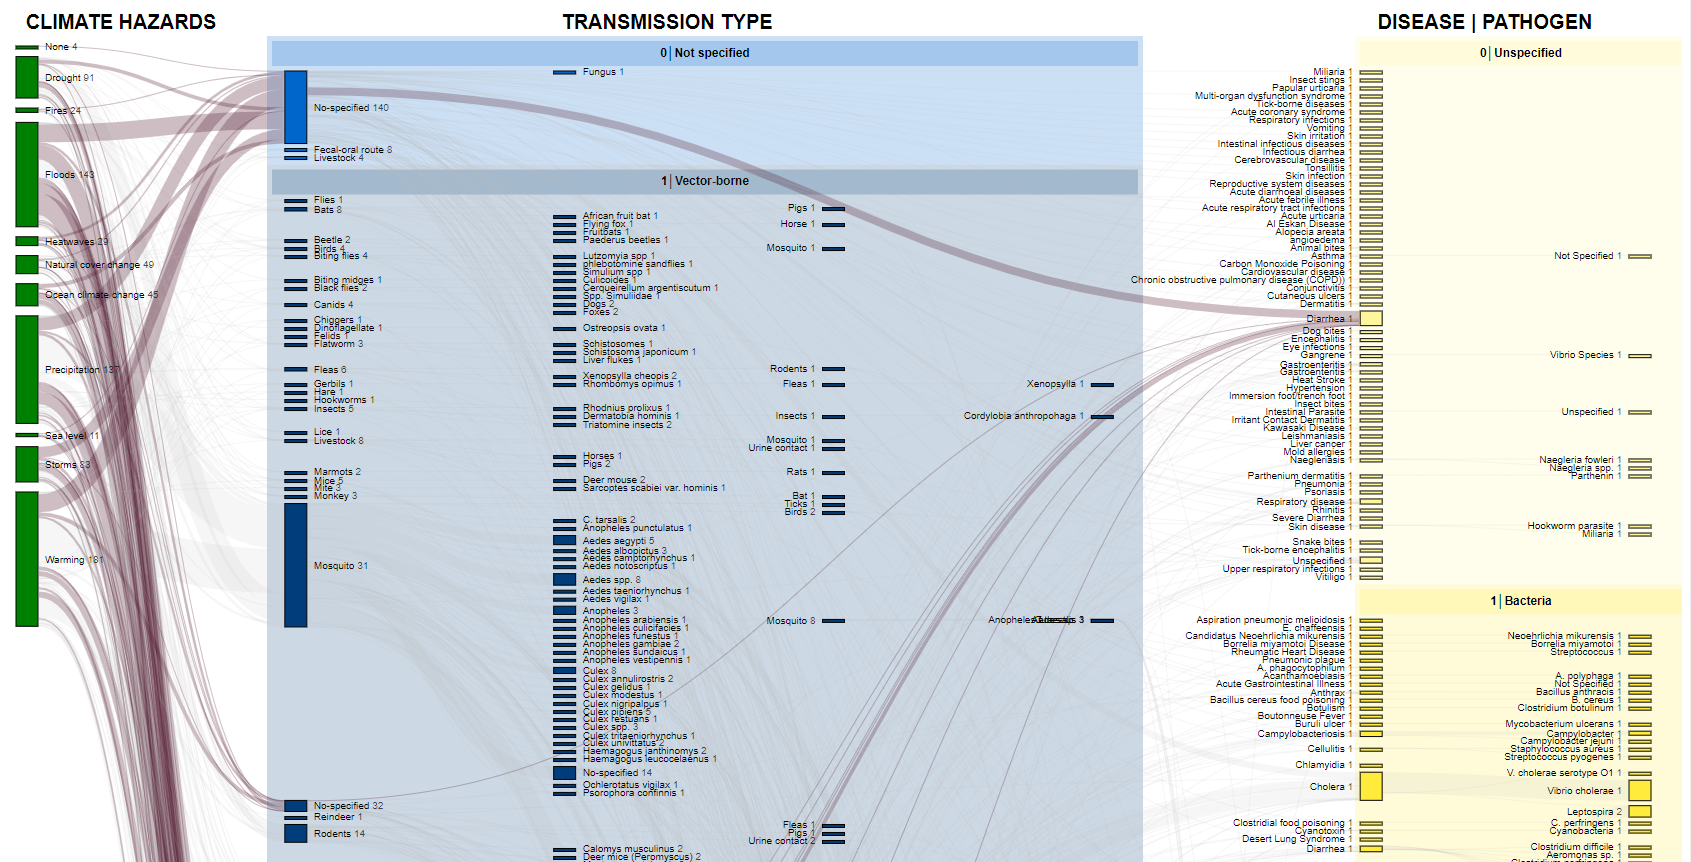 CLIMATE HAZARDS
None 4
Drought 91
Fires 24
Floods 143
Heatwaves 29
Natural cover change 49
Ocean climate change 45
Precipitation 137
Sea level 11
Storms 83
Warming 181
TRANSMISSION TYPE
0 | Not specified
No-specified 140
Fecal-oral route 8
Livestock 4
Fungus 1
1 | Vector-borne
Flies 1
Bats 8
Beetle 2
Birds 4
Biting flies 4
Biting midges 1
Black flies 2
Canids 4
Chiggers 1
Dinoflagellate 1
Felids 1
Flatworm 3
Fleas 6
Gerbils 1
Hare 1
Hookworms 1
Insects 5
Lice 1
Livestock 8
Marmots 2
Mice 5
Mite 3
Monkey 3
Mosquito 31
No-specified 32
Reindeer 1
Rodents 14
African fruit bat 1
Flying fox 1
Fruitbats 1
Paederus beetles 1
Lutzomyia spp 1
phlebotomine sandflies 1
Simulium spp 1
Culicoides 1
Cerqueirellum argentiscutum 1
Spp. Simuliidae 1
Dogs 2
Foxes 2
Ostreopsis ovata 1
Schistosomes 1
Schistosoma japonicum 1
Liver flukes 1
Xenopsylla cheopis 2
Rhombomys opimus 1
Rhodnius prolixus 1
Dermatobia hominis 1
Triatomine insects 2
Horses 1
Pigs 2
Deer mouse 2
Sarcoptes scabiei var. hominis 1
C. tarsalis 2
Anopheles punctulatus 1
Aedes aegypti 5
Aedes albopictus 3
Aedes camptorhynchus 1
Aedes notoscriptus 1
Aedes spp. 8
Aedes taeniorhynchus 1
Aedes vigilax 1
Anopheles 3
Anopheles arabiensis 1
Anopheles culicifacies 1
Anopheles funestus 1
Anopheles gambiae 2
Anopheles sundaicus 1
Anopheles vestipennis 1
Culex 8
Culex annulirostris 2
Culex gelidus 1
Culex modestus 1
Culex nigripalpus 1
Culex pipiens 5
Culex restuans 1
Culex spp. 3
Culex tritaeniorhynchus 1
Culex univittatus 2
Haemagogus janthinomys 2
Haemagogus leucocelaenus 1
No-specified 14
Ochlerotatus vigilax 1
Psorophora confinnis 1
Calomys musculinus 2
Deer mice (Peromyscus) 2
Pigs 1
Horse 1
Mosquito 1
Rodents 1
Fleas 1
Insects 1
Mosquito 1
Urine contact 1
Rats 1
Bat 1
Ticks 1
Birds 2
Mosquito 8
Fleas 1
Pigs 1
Urine contact 2
Xenopsylla 1
Cordylobia anthropophaga 1
Anopheles 3
DISEASE | PATHOGEN
0 | Unspecified
Miliaria 1
Insect stings 1
Papular urticaria 1
Multi-organ dysfunction syndrome 1
Tick-borne diseases 1
Acute coronary syndrome 1
Respiratory infections 1
Vomiting 1
Skin irritation 1
Intestinal infectious diseases 1
Infectious diarrhea 1
Cerebrovascular disease 1
Tonsillitis 1
Skin infection 1
Reproductive system diseases 1
Acute diarrhoeal diseases 1
Acute febrile illness 1
Acute respiratory tract infections 1
Acute urticaria 1
Al Eskan Disease 1
Alopecia areata 1
angioedema 1
Animal bites 1
Asthma 1
Carbon Monoxide Poisoning 1
Cardiovascular disease 1
Chronic obstructive pulmonary disease (COPD)) 1
Conjunctivitis 1
Cutaneous ulcers 1
Dermatitis 1
Diarrhea 1
Dog bites 1
Encephalitis 1
Eye infections 1
Gangrene 1
Gastroenteritis 1
Gastroenteritis 1
Heat Stroke 1
Hypertension 1
Immersion foot/trench foot 1
Insect bites 1
Intestinal Parasite 1
Irritant Contact Dermatitis 1
Kawasaki Disease 1
Leishmaniasis 1
Liver cancer 1
Mold allergies 1
Naegleriasis 1
Parthenium dermatitis 1
Pneumonia 1
Psoriasis 1
Respiratory disease 1
Rhinitis 1
Severe Diarrhea 1
Skin disease 1
Snake bites 1
Tick-borne encephalitis 1
Unspecified 1
Upper respiratory infections 1
Vitiligo 1
Not Specified 1
Vibrio Species 1
Unspecified 1
Naegleria fowleri 1
Naegleria spp. 1
Parthenin 1
Hookworm parasite 1
Miliaria 1
1 | Bacteria
Aspiration pneumonic melioidosis 1
E. chaffeensis 1
Candidatus Neoehrlichia mikurensis 1
Borrelia miyamotoi Disease 1
Rheumatic Heart Disease 1
Pneumonic plague 1
A. phagocytophilum 1
Acanthamoebiasis 1
Acute Gastrointestinal Illness 1
Anthrax 1
Bacillus cereus food poisoning 1
Botulism 1
Boutonneuse Fever 1
Buruli ulcer 1
Campylobacteriosis 1
Cellulitis 1
Chlamydia 1
Cholera 1
Clostridial food poisoning 1
Cyanotoxin 1
Desert Lung Syndrome 1
Diarrhea 1
Neoehrlichia mikurensis 1
Borrelia miyamotoi 1
Streptococcus 1
A. polyphaga 1
Not Specified 1
Bacillus anthracis 1
B. cereus 1
Clostridium botulinum 1
Mycobacterium ulcerans 1
Campylobacter 1
Campylobacter jejuni 1
Staphylococcus aureus 1
Streptococcus pyogenes 1
V. cholerae serotype O1 1
Vibrio cholerae 1
Leptospira 2
C. perfringens 1
Cyanobacteria 1
Clostridium difficile 1
Aeromonas sp. 1